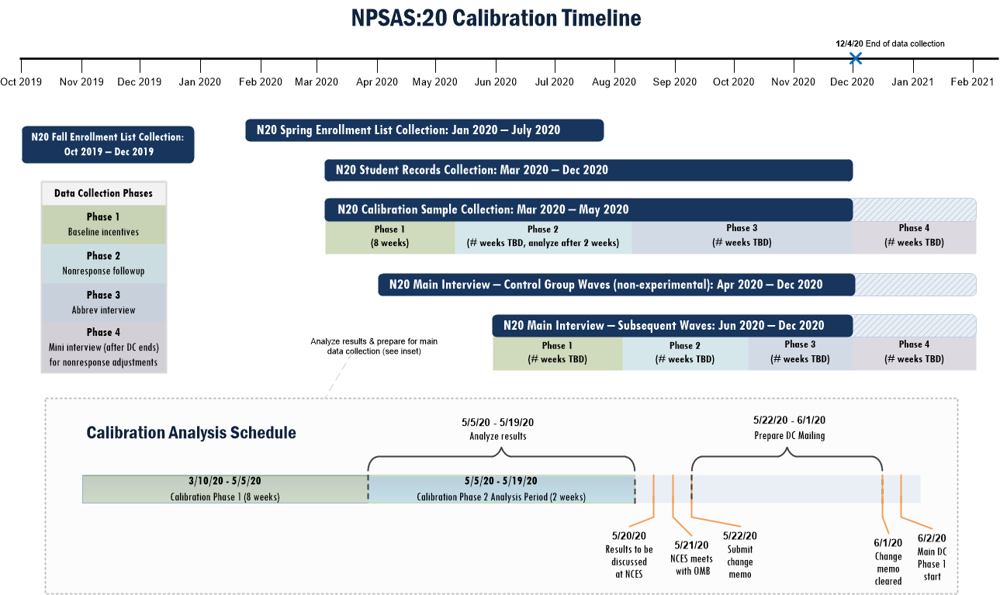 NPSAS:20 Calibration Timeline
12/4/20 End of data collection
Oct 2019 Nov 2019 Dec 2019 Jan 2020 Feb 2020 Mar 2020 Apr 2020 May 2020 Jun 2020 Jul 2020 Aug 2020 Sep 2020 Oct 2020 Nov 2020 Dec 2020 Jan 2021 Feb 2021
N20 Fall Enrollment List Collection:
Oct 2019 – Dec 2019
N20 Spring Enrollment List Collection: Jan 2020 – July 2020
N20 Student Records Collection: Mar 2020 – Dec 2020
Data Collection Phases
Phase 1
Baseline incentives
Phase 2
Nonresponse followup
Phase 3
Abbrev interview
Phase 4
Mini interview (after DC ends)
for nonresponse adjustments
N20 Calibration Sample Collection: Mar 2020 – May 2020
Phase 1
(8 weeks)
Phase 2
(# weeks TBD, analyze after 2 weeks)
Phase 3
(# weeks TBD)
Phase 4
(# weeks TBD)
N20 Main Interview – Control Group Waves (non-experimental): Apr 2020 – Dec 2020
N20 Main Interview – Subsequent Waves: Jun 2020 – Dec 2020
Phase 1
(# weeks TBD)
Phase 2
(# weeks TBD)
Phase 3
(# weeks TBD)
Phase 4
(# weeks TBD)
Analyze results & prepare for main
data collection (see inset)
Calibration Analysis Schedule
5/5/20 - 5/19/20
Analyze results
5/22/20 - 6/1/20
Prepare DC Mailing
3/10/20 - 5/5/20
Calibration Phase 1 (8 weeks)
5/5/20 - 5/19/20
Calibration Phase 2 Analysis Period (2 weeks)
5/20/20
Results to be
discussed
at NCES
5/21/20
NCES meets
with OMB
5/22/20
Submit
change
memo
6/1/20
Change
memo
cleared
6/2/20
Main DC
Phase 1
start